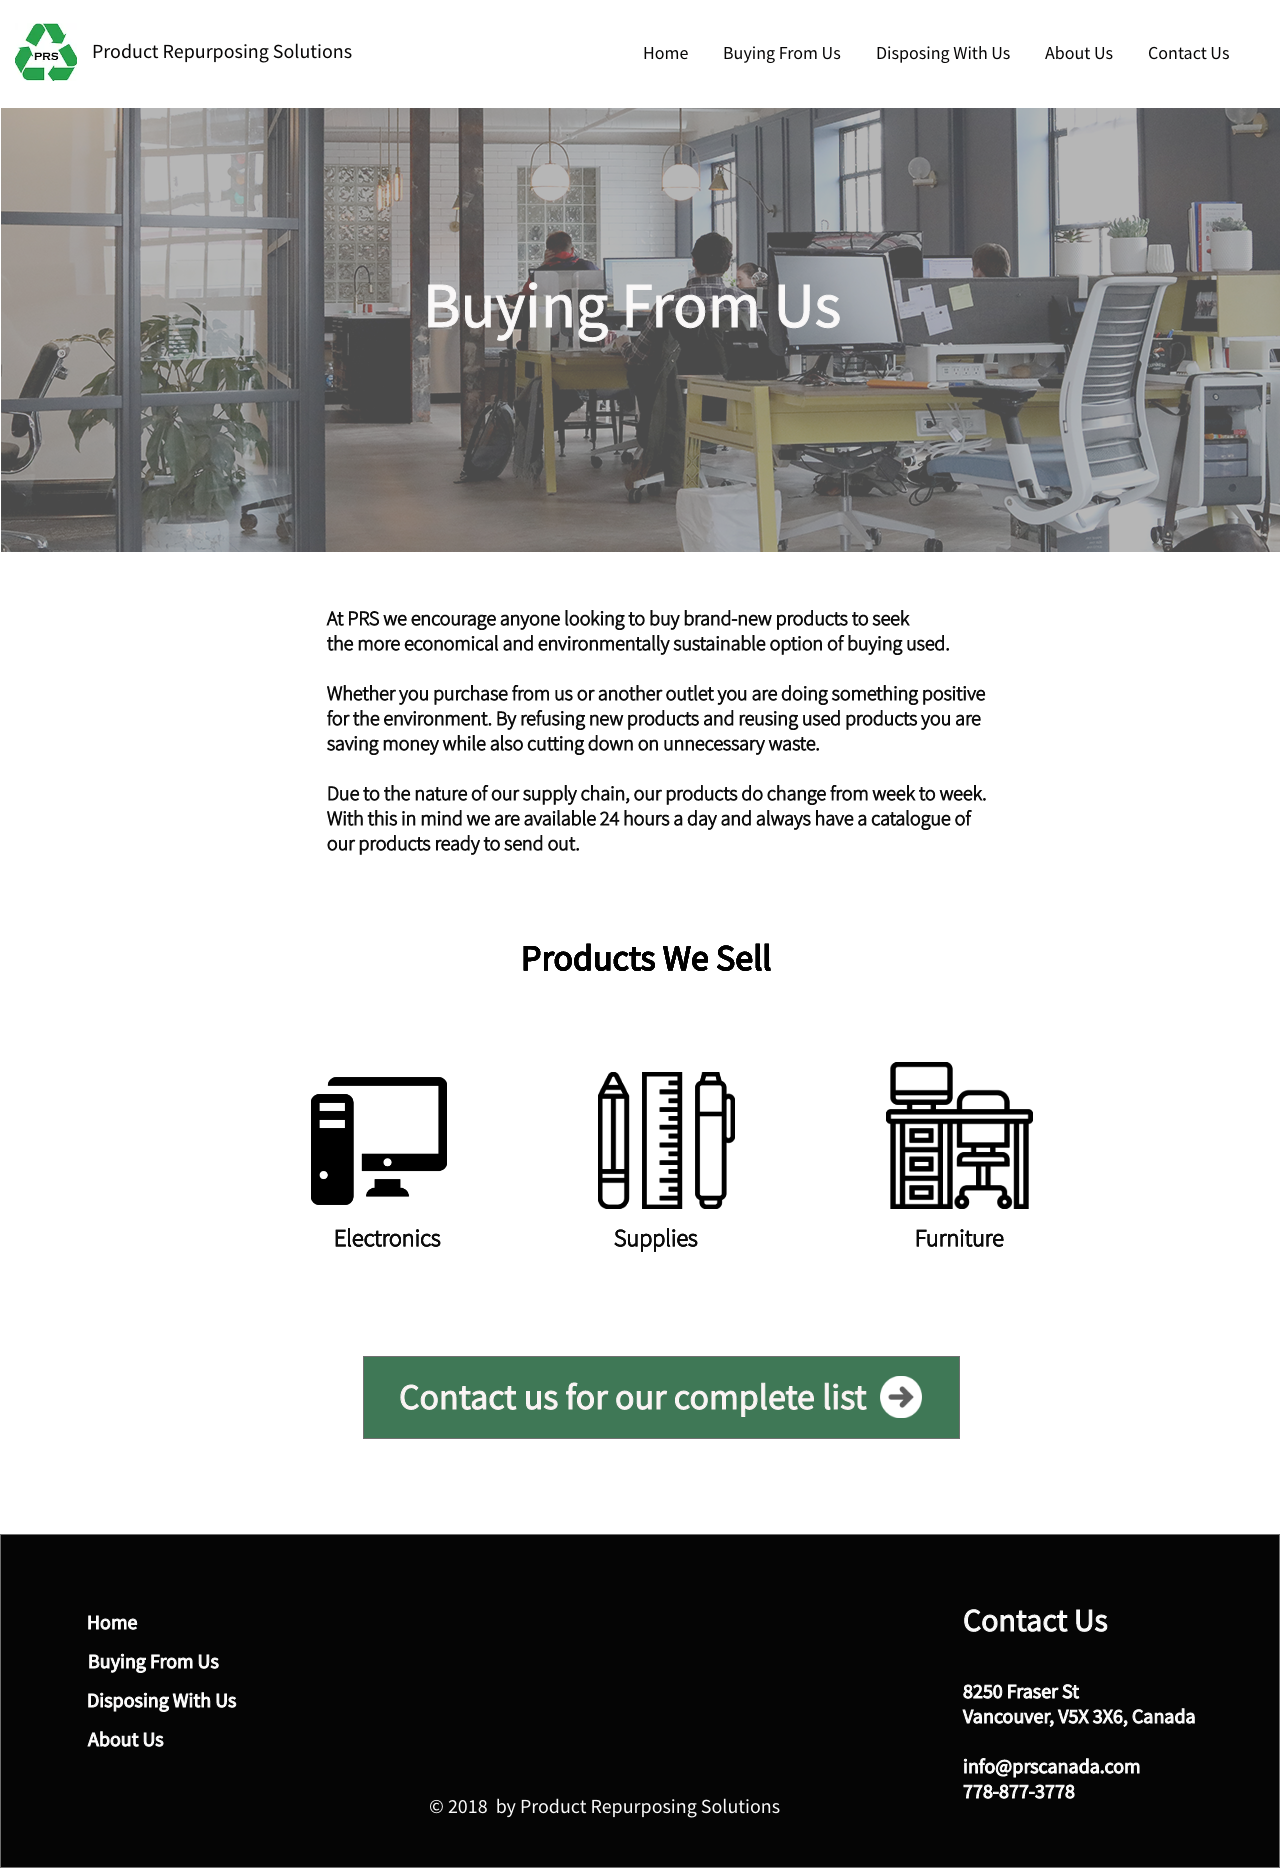 PRS
Product Repurposing Solutions
Home
Buying From Us
Disposing With Us
About Us
Contact Us
Buying From Us
At PRS we encourage anyone looking to buy brand-new products to seek
the more economical and environmentally sustainable option of buying used.
Whether you purchase from us or another outlet you are doing something positive
for the environment. By refusing new products and reusing used products you are
saving money while also cutting down on unnecessary waste.
Due to the nature of our supply chain, our products do change from week to week.
With this in mind we are available 24 hours a day and always have a catalogue of
our products ready to send out.
Products We Sell
Electronics
Supplies
Furniture
Contact us for our complete list
Home
Buying From Us
Disposing With Us
About Us
Contact Us
8250 Fraser St
Vancouver, V5X 3X6, Canada
info@prscanada.com
778-877-3778
© 2018 by Product Repurposing Solutions